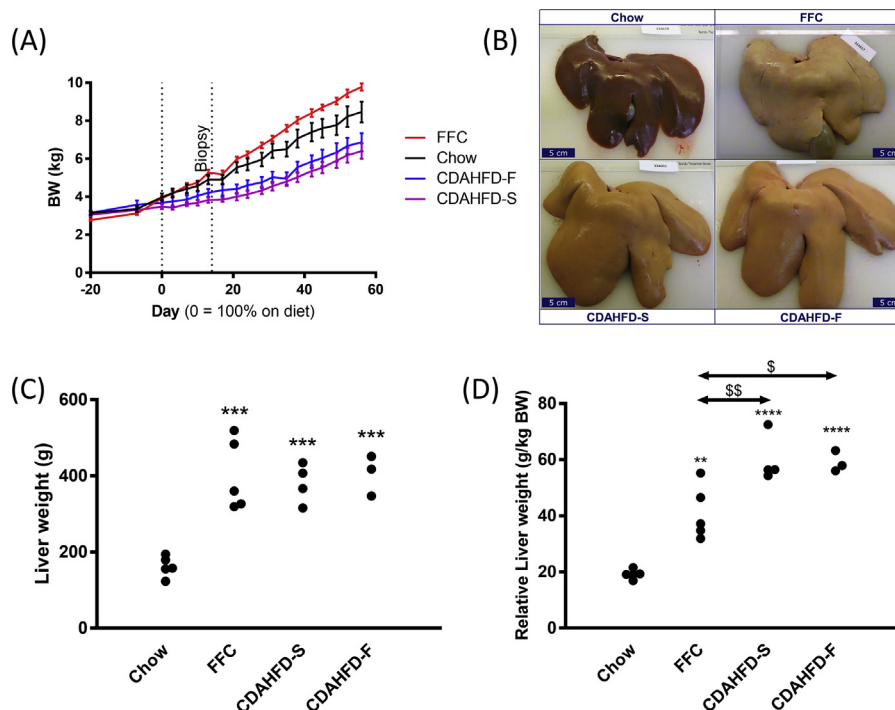 (A)
BW (kg)
10
8
6
4
2
0
-20
0
20
40
60
Biopsy
Day (0 = 100% on diet)
FFC
Chow
CDAHFD-F
CDAHFD-S
(B)
Chow
FFC
5 cm
5 cm
5 cm
5 cm
CDAHFD-S
CDAHFD-F
(C)
Liver weight (g)
600
400
200
0
***
***
***
Chow
FFC
CDAHFD-S
CDAHFD-F
(D)
Relative Liver weight (g/kg BW)
80
60
40
20
0
$
$$
**
****
****
Chow
FFC
CDAHFD-S
CDAHFD-F